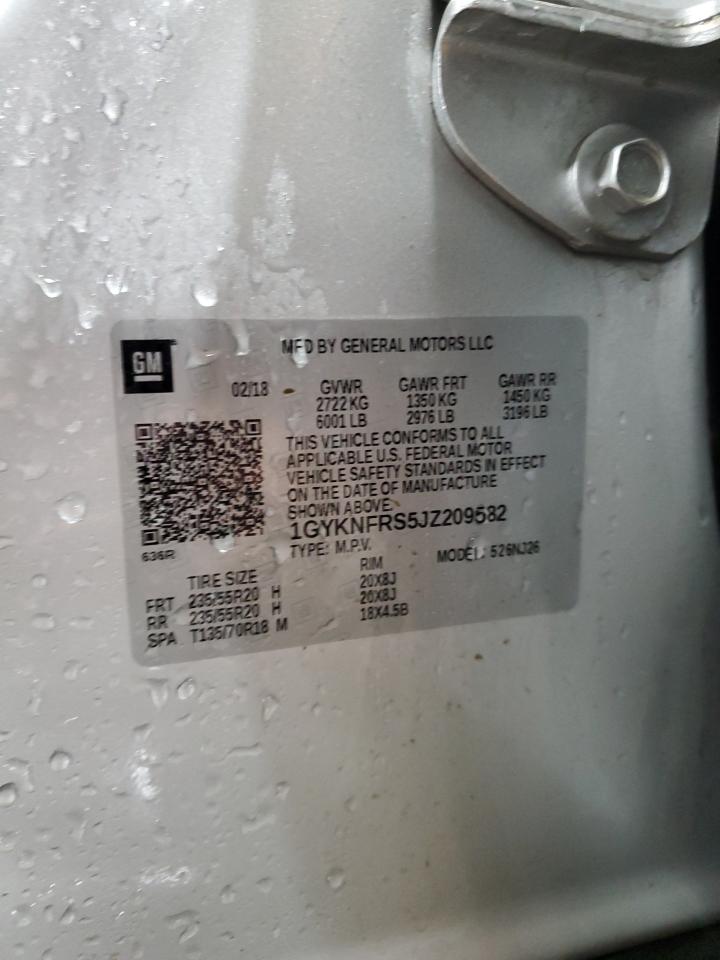 GM
MFD BY GENERAL MOTORS LLC
02/18 GVWR GAWR FRT GAWR RR
2722 KG 1350 KG 1450 KG
6001 LB 2976 LB 3196 LB
THIS VEHICLE CONFORMS TO ALL
APPLICABLE U.S. FEDERAL MOTOR
VEHICLE SAFETY STANDARDS IN EFFECT
ON THE DATE OF MANUFACTURE
SHOWN ABOVE.
1GYKNFRS5JZ209582
636R TYPE: M.P.V. MODEL: 526NJ26
TIRE SIZE RIM
FRT 235/55R20 H 20X8J
RR 235/55R20 H 20X8J
SPA T135/70R18 M 18X4.5B